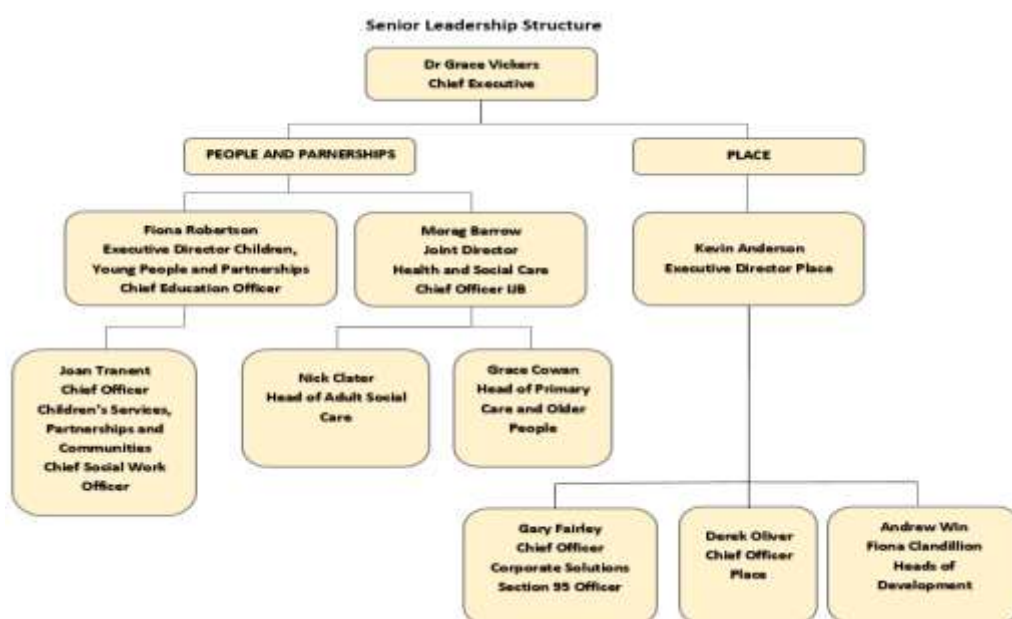 Senior Leadership Structure
Dr Grace Vickers
Chief Executive
PEOPLE AND PARNERSHIPS
PLACE
Fiona Robertson
Executive Director Children,
Young People and Partnerships
Chief Education Officer
Morag Barrow
Joint Director
Health and Social Care
Chief Officer IJB
Kevin Anderson
Executive Director Place
Joan Tranent
Chief Officer
Children's Services,
Partnerships and
Communities
Chief Social Work
Officer
Nick Clater
Head of Adult Social
Care
Grace Cowan
Head of Primary
Care and Older
People
Gary Fairley
Chief Officer
Corporate Solutions
Section 95 Officer
Derek Oliver
Chief Officer
Place
Andrew Win
Fiona Clandillion
Heads of
Development